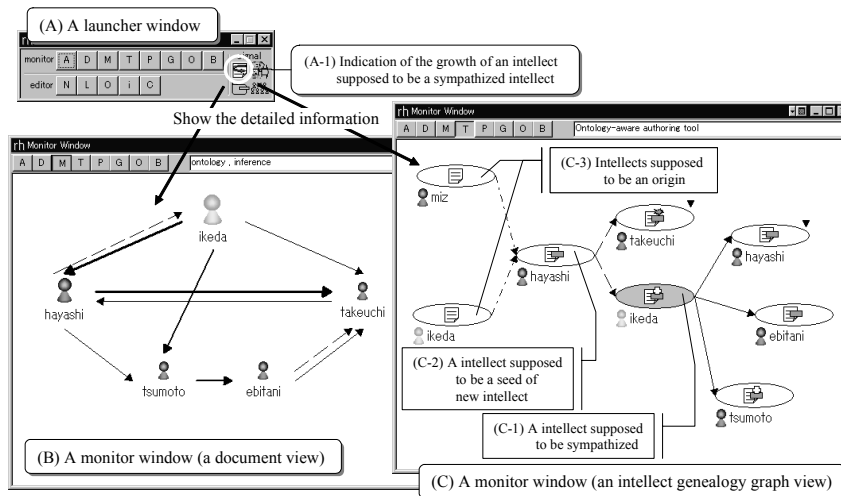 (A) A launcher window
rh
monitor A D M T P G O B
editor N L O i C
(A-1) Indication of the growth of an intellect
supposed to be a sympathized intellect
Show the detailed information
rh Monitor Window
A D M T P G O B ontology , inference
ikeda
hayashi
takeuchi
tsumoto
ebitani
(B) A monitor window (a document view)
rh Monitor Window
A D M T P G O B Ontology-aware authoring tool
(C-3) Intellects supposed
to be an origin
miz
takeuchi
hayashi
hayashi
ikeda
ikeda
ebitani
tsumoto
(C-2) A intellect supposed
to be a seed of
new intellect
(C-1) A intellect supposed
to be sympathized
(C) A monitor window (an intellect genealogy graph view)